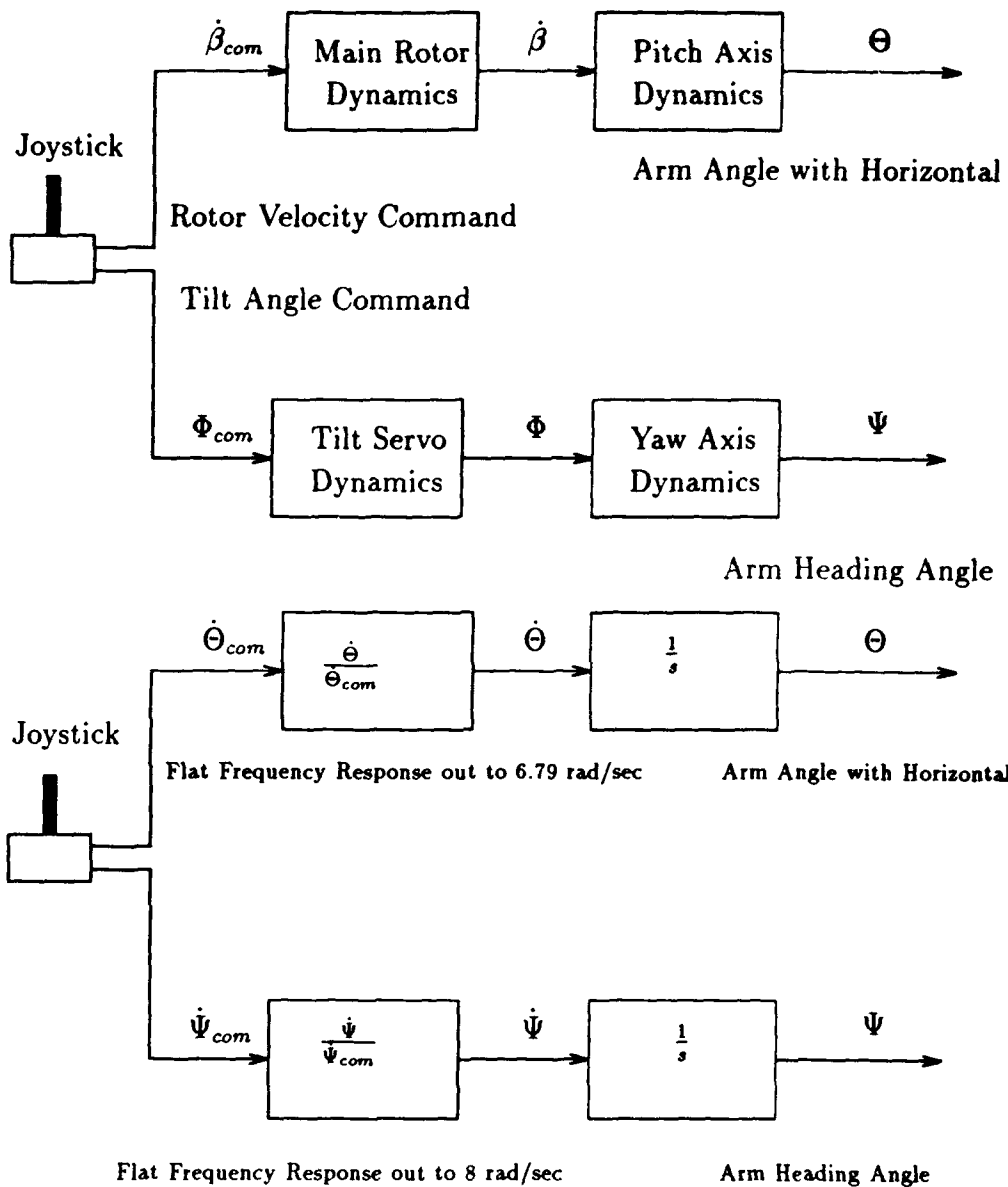 β̇com
Main Rotor
Dynamics
β̇
Pitch Axis
Dynamics
Θ
Joystick
Arm Angle with Horizontal
Rotor Velocity Command
Tilt Angle Command
Φcom
Tilt Servo
Dynamics
Φ
Yaw Axis
Dynamics
Ψ
Arm Heading Angle
Θ̇com
Θ̇
Θ̇com
Θ̇
1
s
Θ
Joystick
Flat Frequency Response out to 6.79 rad/sec
Arm Angle with Horizontal
Ψ̇com
Ψ̇
Ψ̇com
Ψ̇
1
s
Ψ
Flat Frequency Response out to 8 rad/sec
Arm Heading Angle